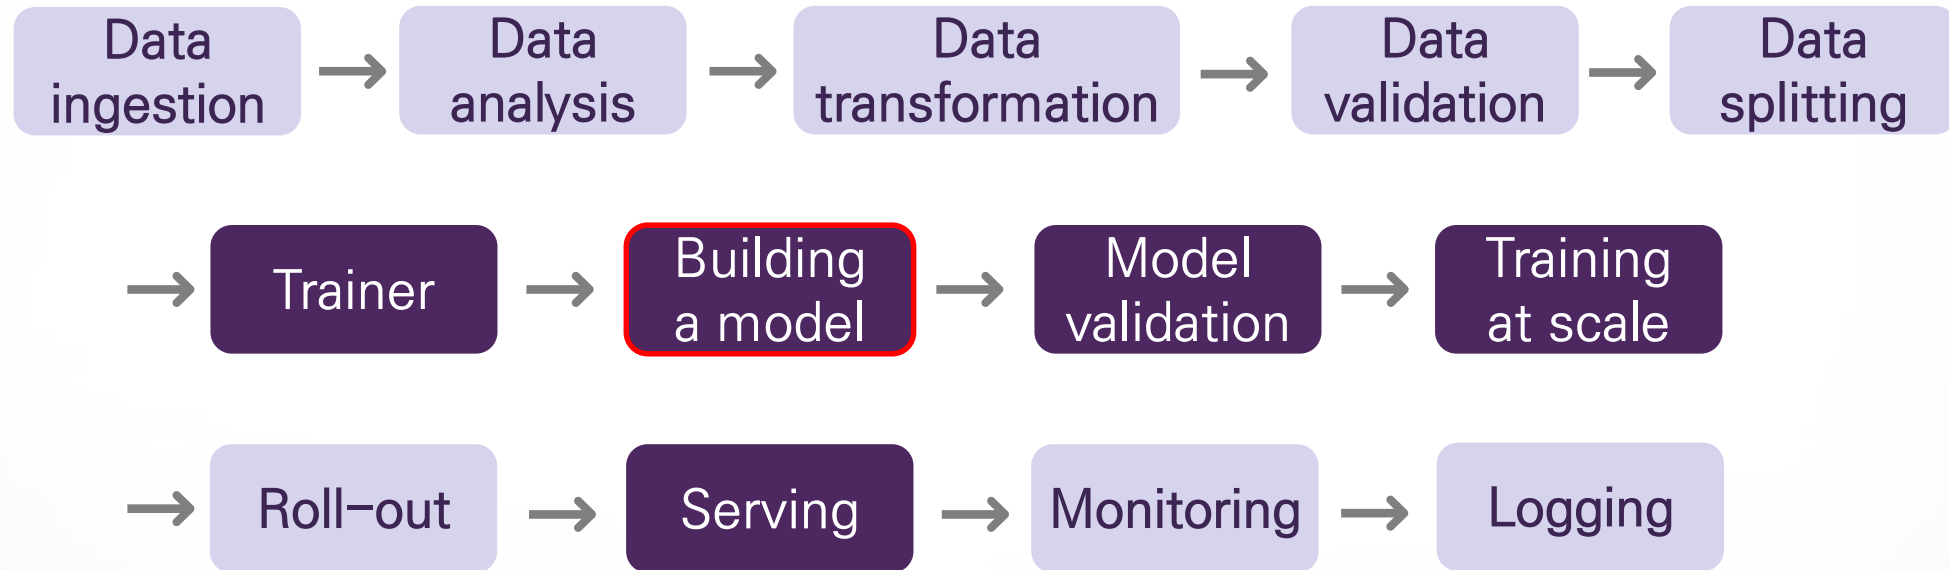 Data
ingestion
Data
analysis
Data
transformation
Data
validation
Data
splitting
Trainer
Building
a model
Model
validation
Training
at scale
Roll-out
Serving
Monitoring
Logging